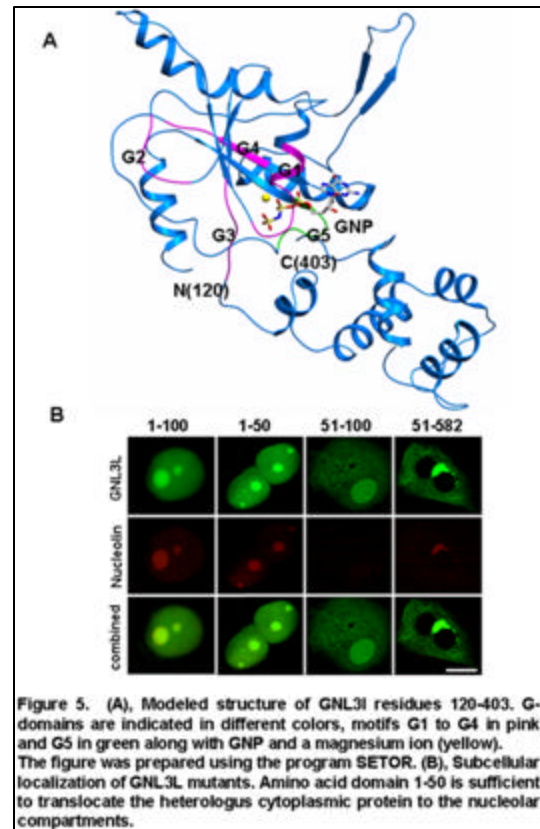 A
G2
G4
G1
G3
G5
GNP
C(403)
N(120)
B
1-100 1-50 51-100 51-582
GNL3L
Nucleolin
combined
Figure 5. (A), Modeled structure of GNL3l residues 120-403. G-
domains are indicated in different colors, motifs G1 to G4 in pink
and G5 in green along with GNP and a magnesium ion (yellow).
The figure was prepared using the program SETOR. (B), Subcellular
localization of GNL3L mutants. Amino acid domain 1-50 is sufficient
to translocate the heterologus cytoplasmic protein to the nucleolar
compartments.